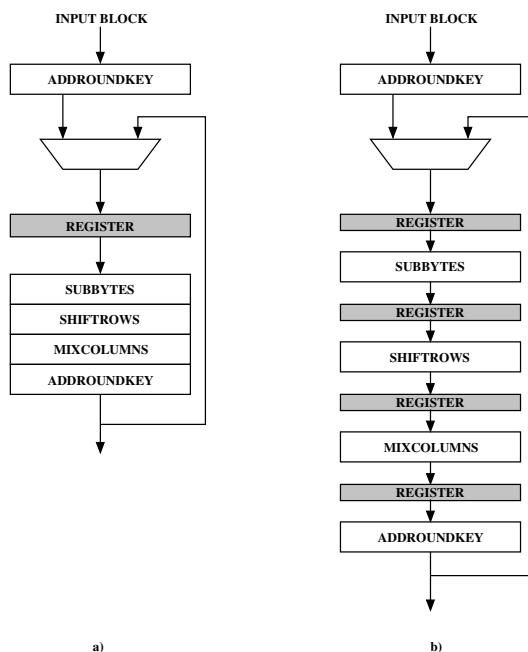 INPUT BLOCK
ADDROUNDKEY
REGISTER
SUBBYTES
SHIFTROWS
MIXCOLUMNS
ADDROUNDKEY
a)
INPUT BLOCK
ADDROUNDKEY
REGISTER
SUBBYTES
REGISTER
SHIFTROWS
REGISTER
MIXCOLUMNS
REGISTER
ADDROUNDKEY
b)